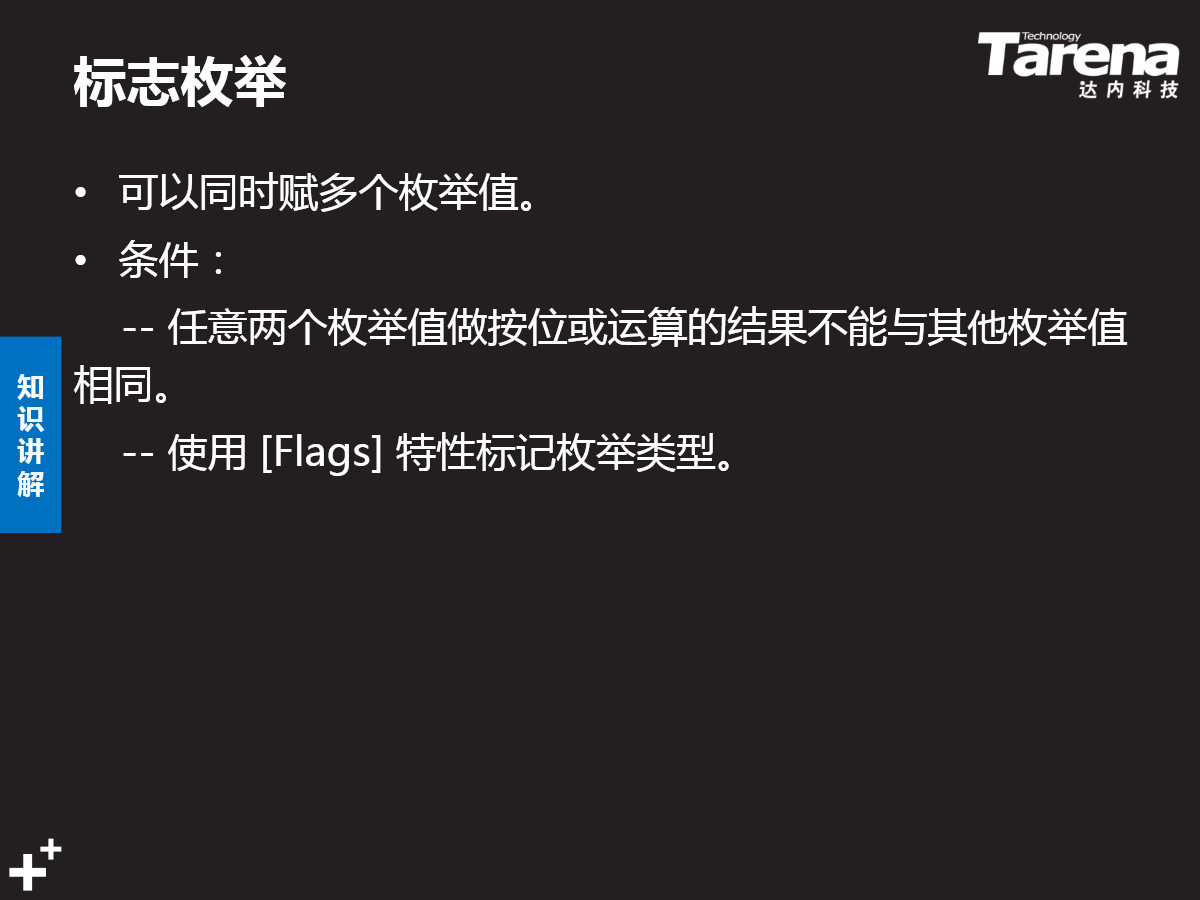 标志枚举
Technology
Tarena
达内科技
• 可以同时赋多个枚举值。
• 条件：
-- 任意两个枚举值做按位或运算的结果不能与其他枚举值
相同。
-- 使用 [Flags] 特性标记枚举类型。
知
识
讲
解